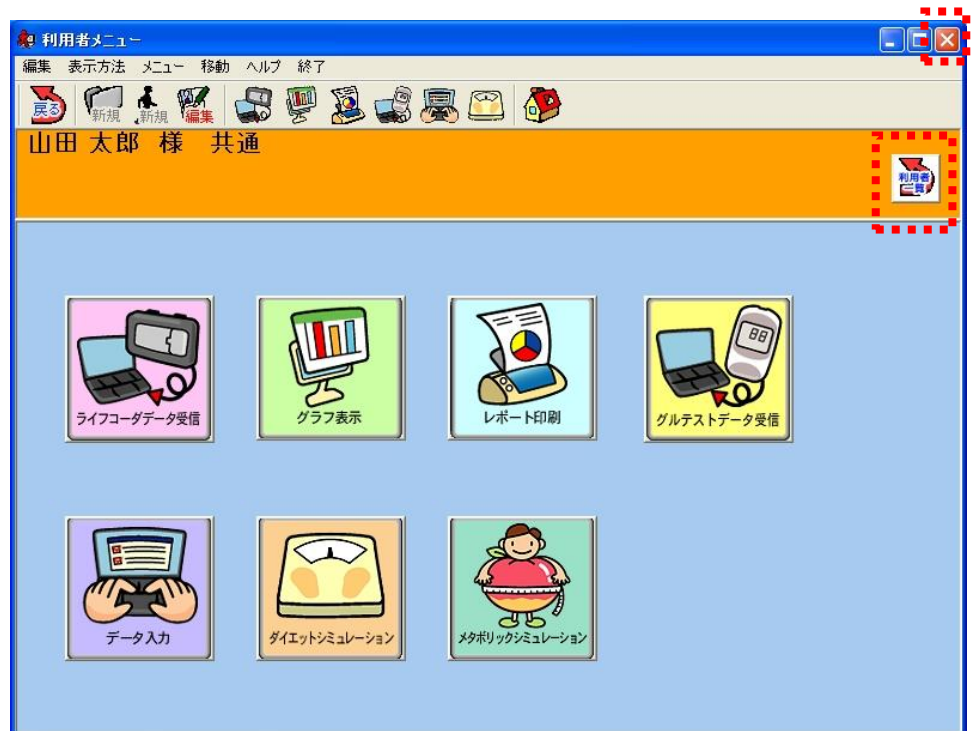 利用者メニュー
編集 表示方法 メニュー 移動 ヘルプ 終了
戻る 新規 新規 編集
山田 太郎 様 共通
利用者
一覧
88
ライフコーダデータ受信 グラフ表示 レポート印刷 グルテストデータ受信
データ入力 ダイエットシミュレーション メタボリックシミュレーション